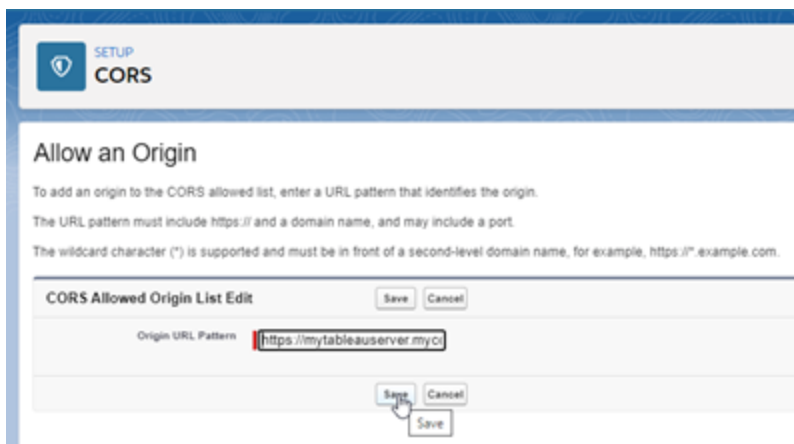 SETUP
CORS
Allow an Origin
To add an origin to the CORS allowed list, enter a URL pattern that identifies the origin.
The URL pattern must include https:// and a domain name, and may include a port.
The wildcard character (*) is supported and must be in front of a second-level domain name, for example, https://*.example.com.
CORS Allowed Origin List Edit Save Cancel
Origin URL Pattern https://mytableauserver.myco
Save Cancel
Save